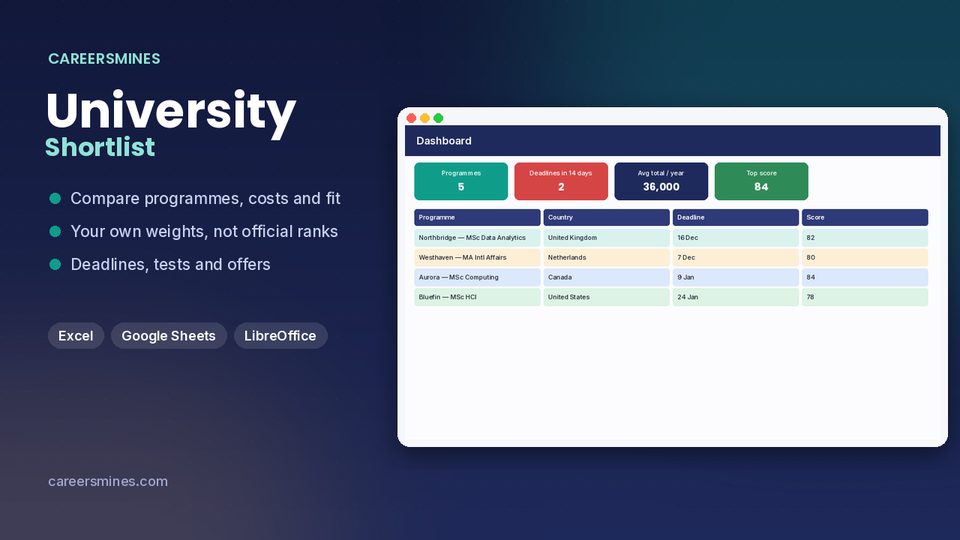 CAREERSMINES
University
Shortlist
Compare programmes, costs and fit
Your own weights, not official ranks
Deadlines, tests and offers
Excel Google Sheets LibreOffice
careersmines.com
Dashboard
Programmes Deadlines in 14 days Avg total / year Top score
5 2 36,000 84
Programme Country Deadline Score
Northbridge — MSc Data Analytics United Kingdom 16 Dec 82
Westhaven — MA Intl Affairs Netherlands 7 Dec 80
Aurora — MSc Computing Canada 9 Jan 84
Bluefin — MSc HCI United States 24 Jan 78